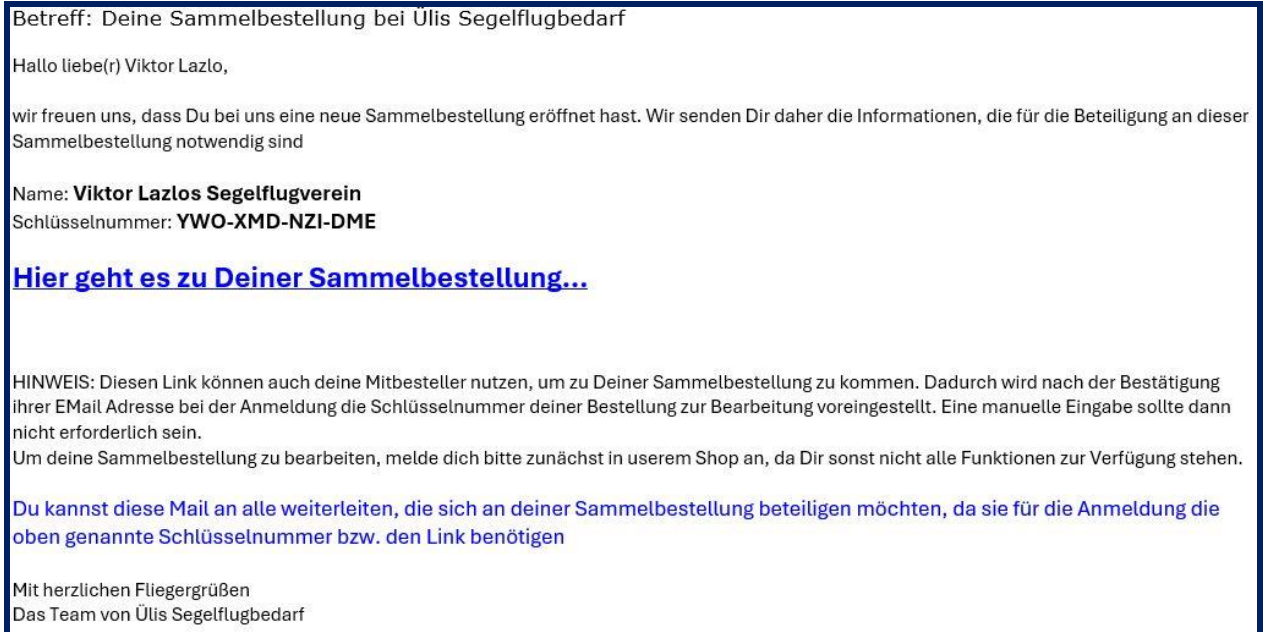 Betreff: Deine Sammelbestellung bei Ülis Segelflugbedarf
Hallo liebe(r) Viktor Lazlo,
wir freuen uns, dass Du bei uns eine neue Sammelbestellung eröffnet hast. Wir senden Dir daher die Informationen, die für die Beteiligung an dieser
Sammelbestellung notwendig sind
Name: Viktor Lazlos Segelflugverein
Schlüsselnummer: YWO-XMD-NZI-DME
Hier geht es zu Deiner Sammelbestellung...
HINWEIS: Diesen Link können auch deine Mitbesteller nutzen, um zu Deiner Sammelbestellung zu kommen. Dadurch wird nach der Bestätigung
ihrer EMail Adresse bei der Anmeldung die Schlüsselnummer deiner Bestellung zur Bearbeitung voreingestellt. Eine manuelle Eingabe sollte dann
nicht erforderlich sein.
Um deine Sammelbestellung zu bearbeiten, melde dich bitte zunächst in userem Shop an, da Dir sonst nicht alle Funktionen zur Verfügung stehen.
Du kannst diese Mail an alle weiterleiten, die sich an deiner Sammelbestellung beteiligen möchten, da sie für die Anmeldung die
oben genannte Schlüsselnummer bzw. den Link benötigen
Mit herzlichen Fliegergrüßen
Das Team von Ülis Segelflugbedarf